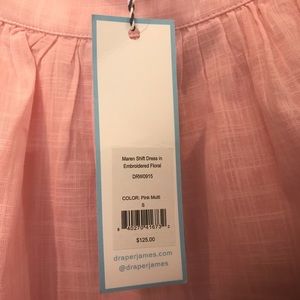 Maren Shift Dress in
Embroidered Floral
DRW0915
COLOR: Pink Multi
S
$125.00
draperjames.com
@draperjames